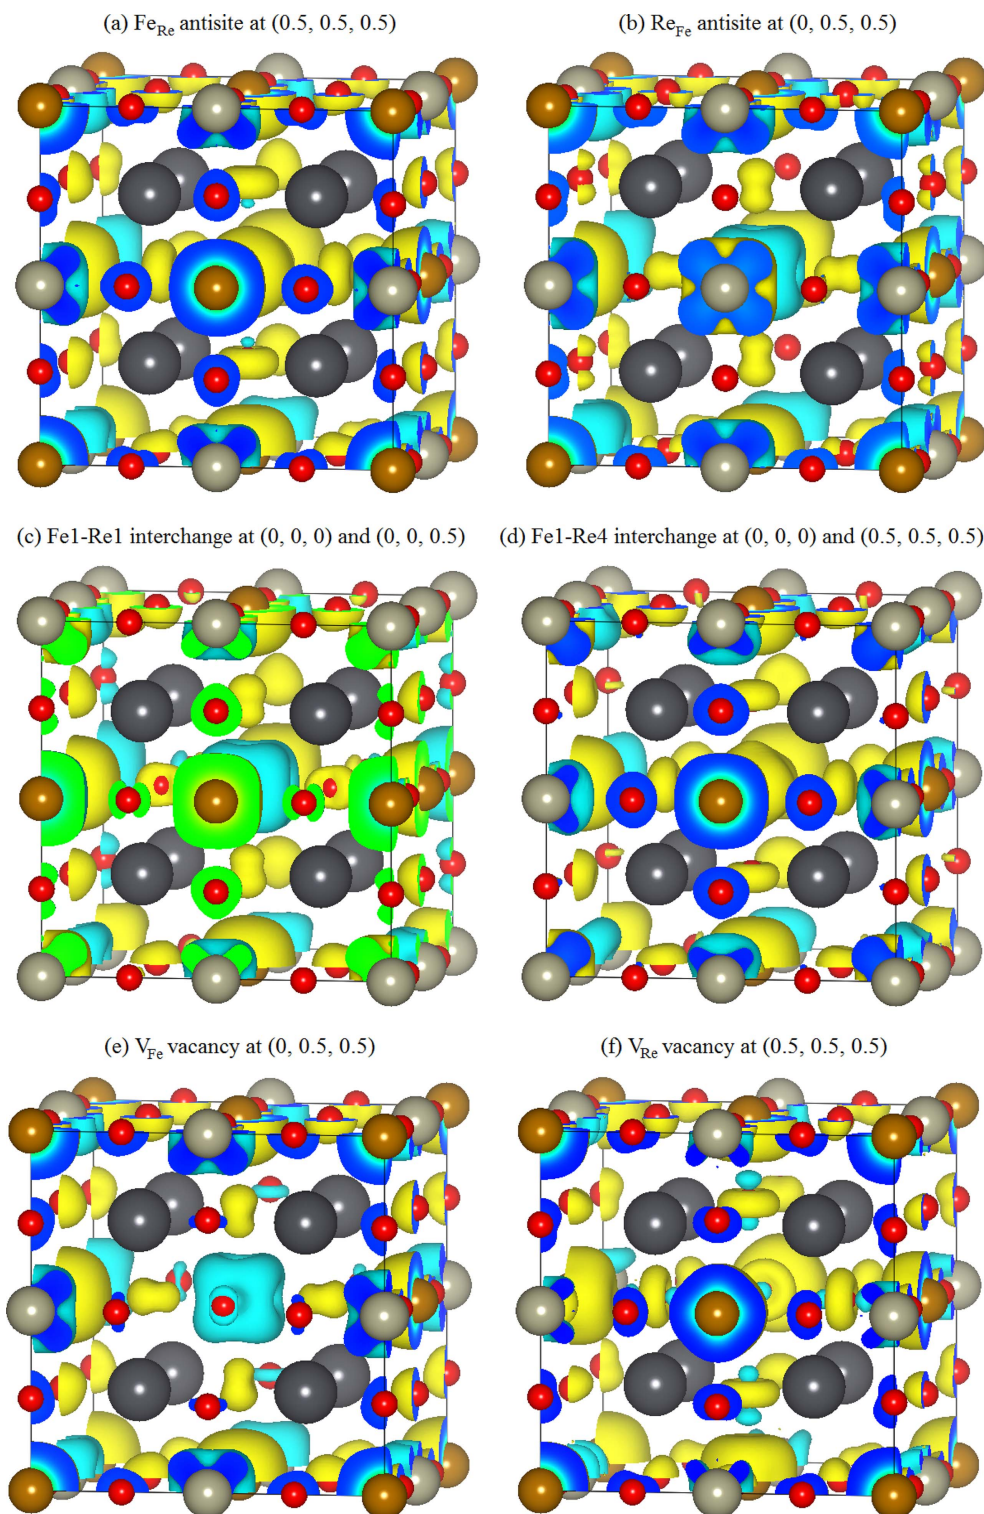 (a) FeRe antisite at (0.5, 0.5, 0.5)
(b) ReFe antisite at (0, 0.5, 0.5)
(c) Fe1-Re1 interchange at (0, 0, 0) and (0, 0, 0.5)
(d) Fe1-Re4 interchange at (0, 0, 0) and (0.5, 0.5, 0.5)
(e) VFe vacancy at (0, 0.5, 0.5)
(f) VRe vacancy at (0.5, 0.5, 0.5)